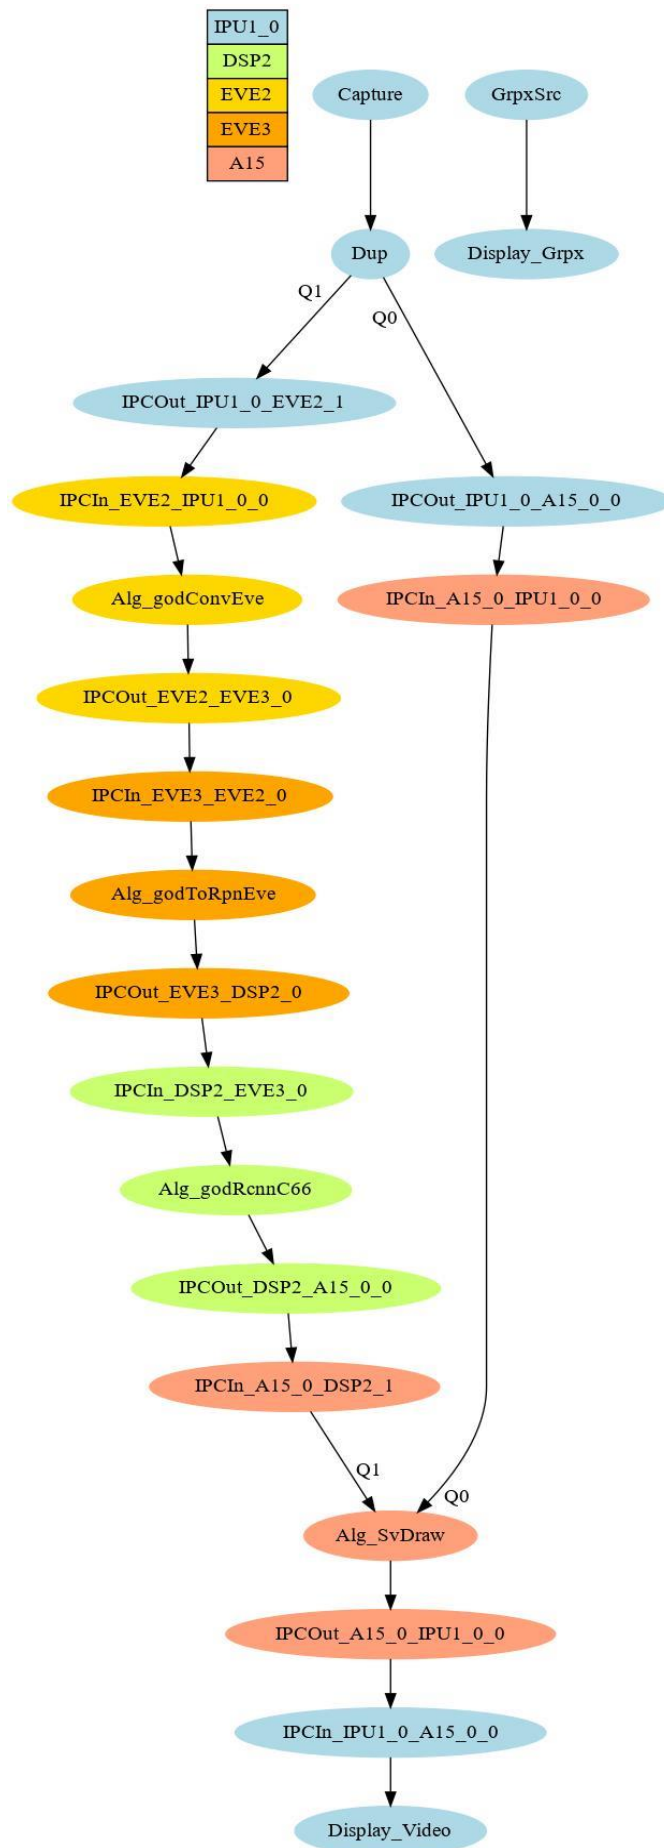 IPU1_0
DSP2
EVE2
EVE3
A15
Capture
GrpxSrc
Dup
Display_Grpx
Q1
Q0
IPCOut_IPU1_0_EVE2_1
IPCIn_EVE2_IPU1_0_0
IPCOut_IPU1_0_A15_0_0
Alg_godConvEve
IPCIn_A15_0_IPU1_0_0
IPCOut_EVE2_EVE3_0
IPCIn_EVE3_EVE2_0
Alg_godToRpnEve
IPCOut_EVE3_DSP2_0
IPCIn_DSP2_EVE3_0
Alg_godRcnnC66
IPCOut_DSP2_A15_0_0
IPCIn_A15_0_DSP2_1
Q1
Q0
Alg_SvDraw
IPCOut_A15_0_IPU1_0_0
IPCIn_IPU1_0_A15_0_0
Display_Video